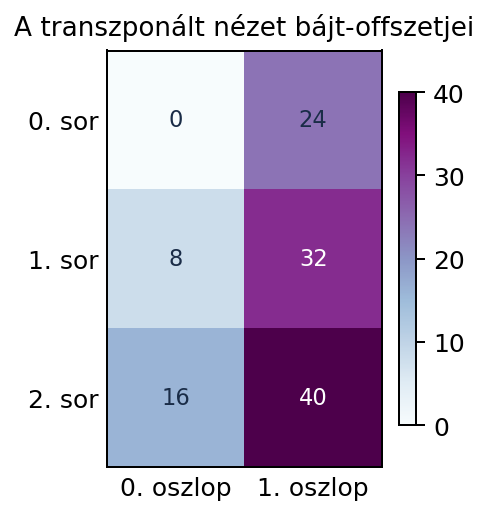 A transzponált nézet bájt-offszetjei
0. sor
0
24
40
1. sor
8
32
30
20
2. sor
16
40
10
0
0. oszlop
1. oszlop